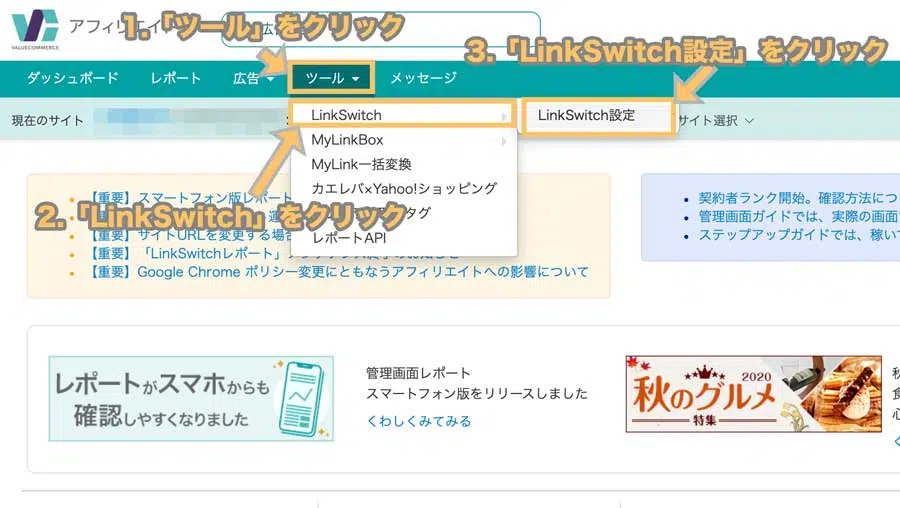 VALUECOMMERCE
アフィリエイト
1.「ツール」をクリック
3.「LinkSwitch設定」をクリック
ダッシュボード
レポート
広告
ツール
メッセージ
現在のサイト
LinkSwitch
LinkSwitch設定
サイト選択
MyLinkBox
MyLink一括変換
カエレバ×Yahoo!ショッピング
タグ
レポートAPI
2.「LinkSwitch」をクリック
【重要】スマートフォン版レポート
【重要】サイトURLを変更する場合
【重要】「LinkSwitchレポート」
【重要】Google Chrome ポリシー変更にともなうアフィリエイトへの影響について
契約者ランク開始。確認方法につ
管理画面ガイドでは、実際の画面
ステップアップガイドでは、稼い
レポートがスマホからも
確認しやすくなりました
管理画面レポート
スマートフォン版をリリースしました
くわしくみてみる
2020
秋のグルメ
特集